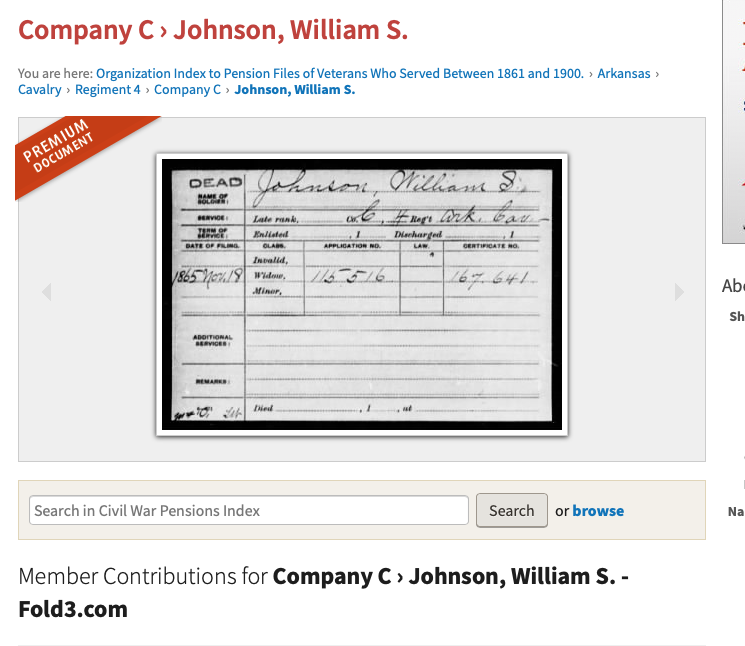 Company C › Johnson, William S.
You are here: Organization Index to Pension Files of Veterans Who Served Between 1861 and 1900. › Arkansas ›
Cavalry › Regiment 4 › Company C › Johnson, William S.
PREMIUM
DOCUMENT
DEAD
NAME OF
SOLDIER:
Johnson, William S.
SERVICE: Late rank, Co. C, 4 Reg't Ark. Cav.
TERM OF
SERVICE: Enlisted , 1 Discharged , 1
DATE OF FILING. CLASS. APPLICATION NO. LAW. CERTIFICATE NO.
Invalid,
1865 Nov. 18 Widow, 115516 167.641
Minor,
ADDITIONAL
SERVICES:
REMARKS:
Died , 1 , at
Abo
Sh
Search in Civil War Pensions Index Search or browse
Na
Member Contributions for Company C › Johnson, William S. -
Fold3.com